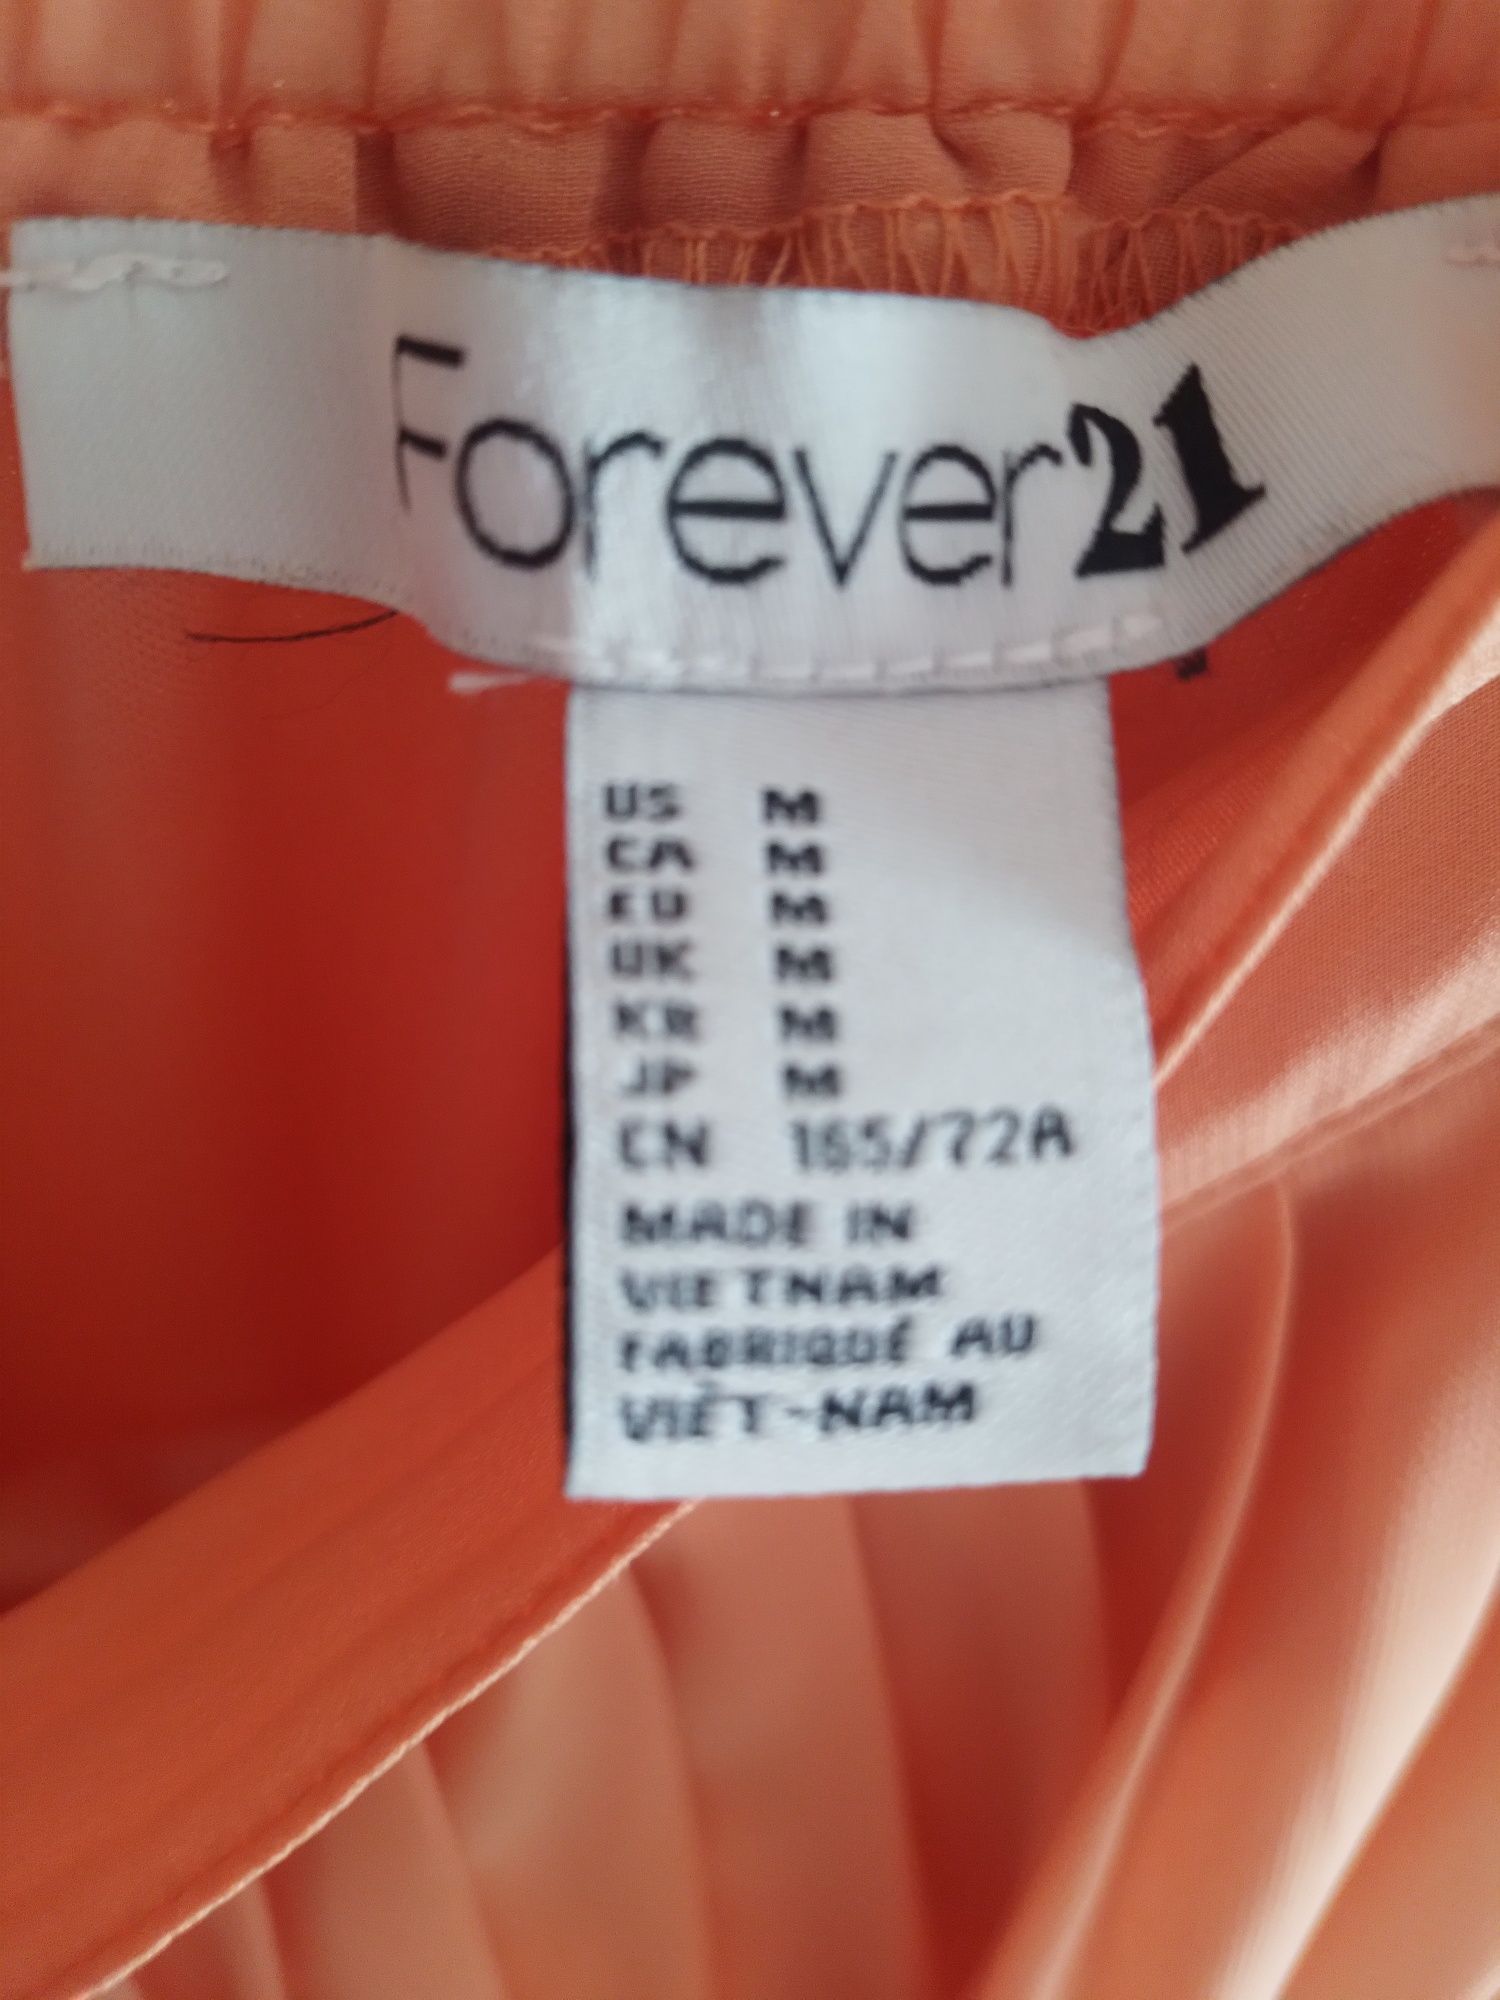 Forever21
US M
CA M
EU M
UK M
KR M
JP M
CN 165/72A
MADE IN
VIETNAM
FABRIQUÉ AU
VIÊT-NAM